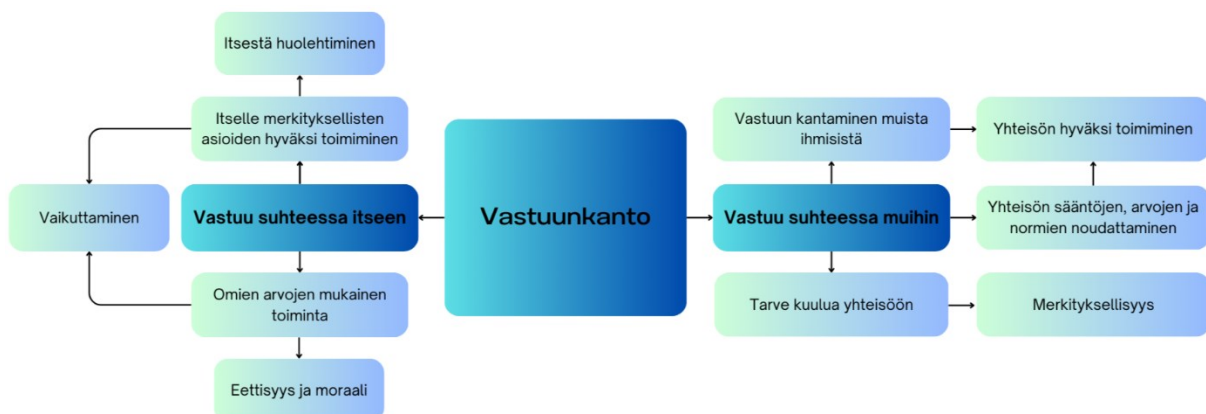 Itsestä huolehtiminen
Itselle merkityksellisten
asioiden hyväksi toimiminen
Vaikuttaminen
Vastuu suhteessa itseen
Omien arvojen mukainen
toiminta
Eettisyys ja moraali
Vastuunkanto
Vastuun kantaminen muista
ihmisistä
Yhteisön hyväksi toimiminen
Vastuu suhteessa muihin
Yhteisön sääntöjen, arvojen ja
normien noudattaminen
Tarve kuulua yhteisöön
Merkityksellisyys